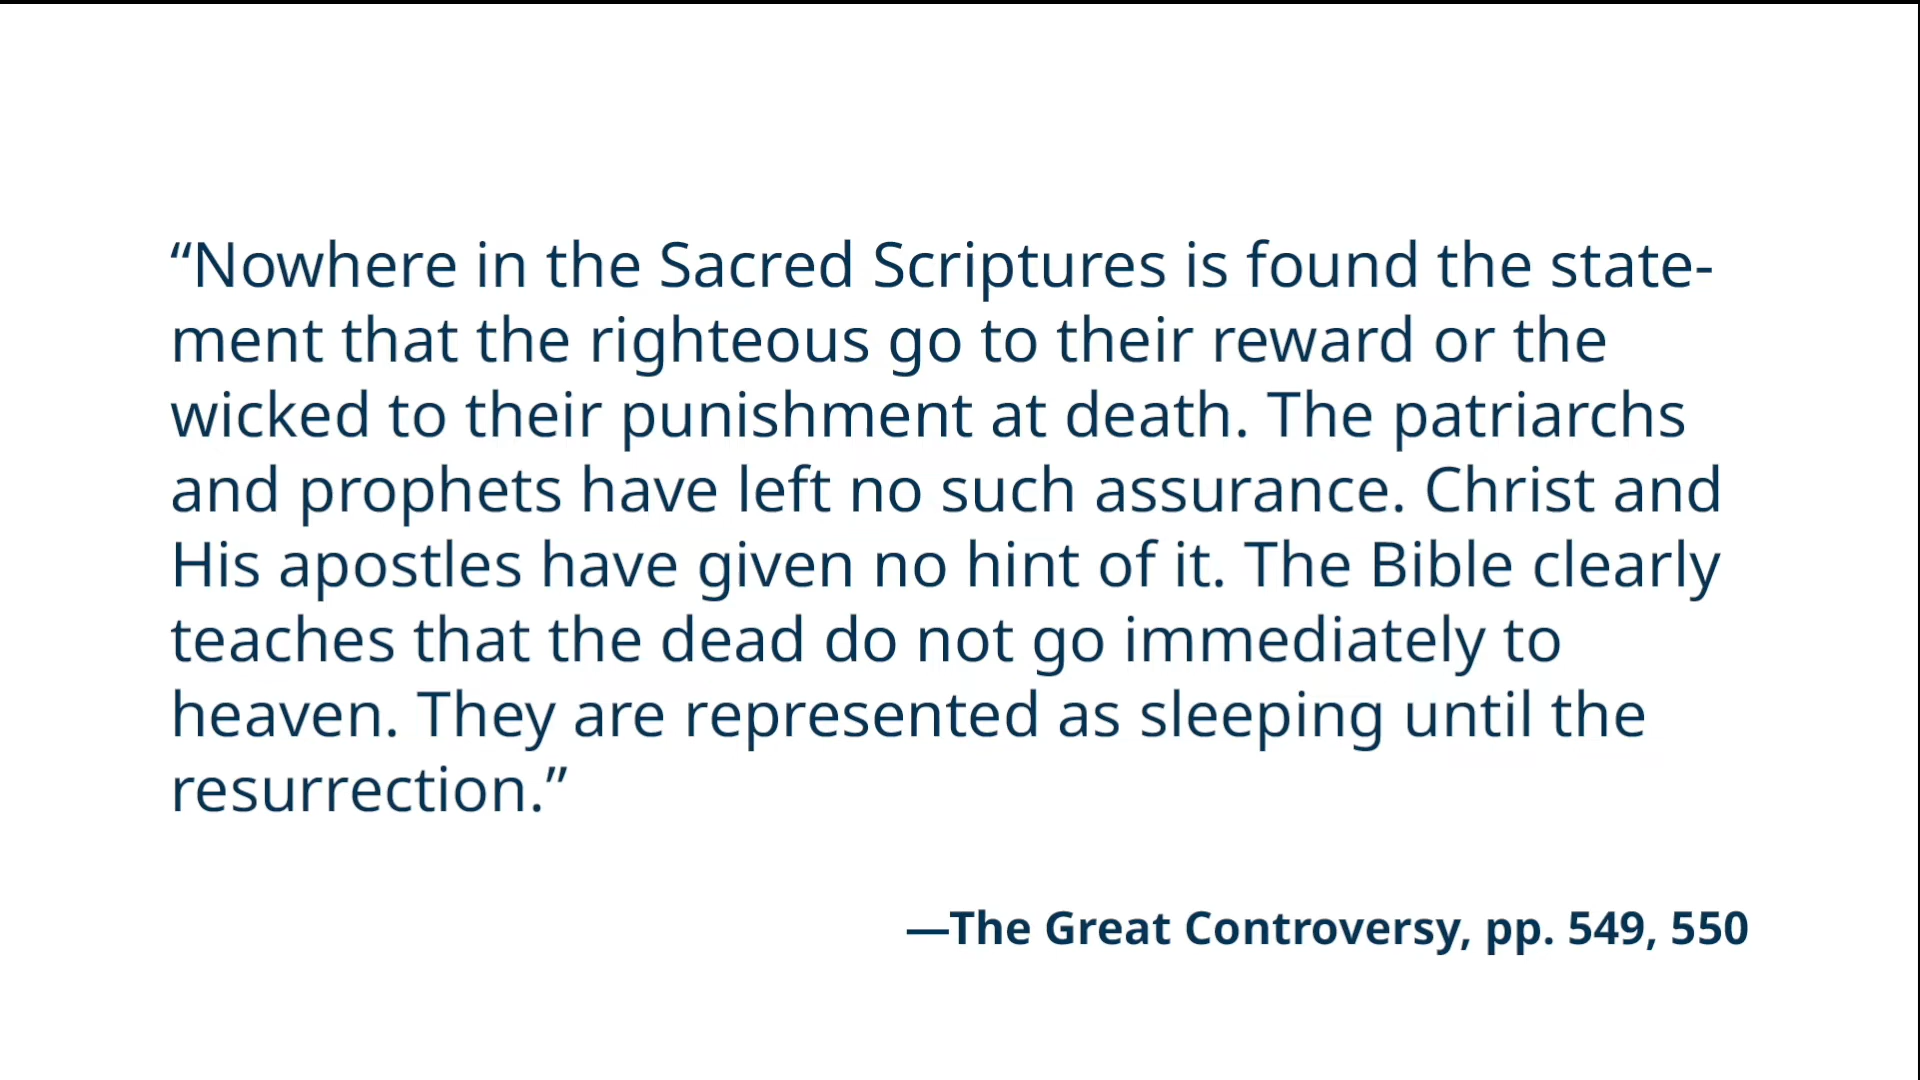 “Nowhere in the Sacred Scriptures is found the state-
ment that the righteous go to their reward or the
wicked to their punishment at death. The patriarchs
and prophets have left no such assurance. Christ and
His apostles have given no hint of it. The Bible clearly
teaches that the dead do not go immediately to
heaven. They are represented as sleeping until the
resurrection.”
—The Great Controversy, pp. 549, 550